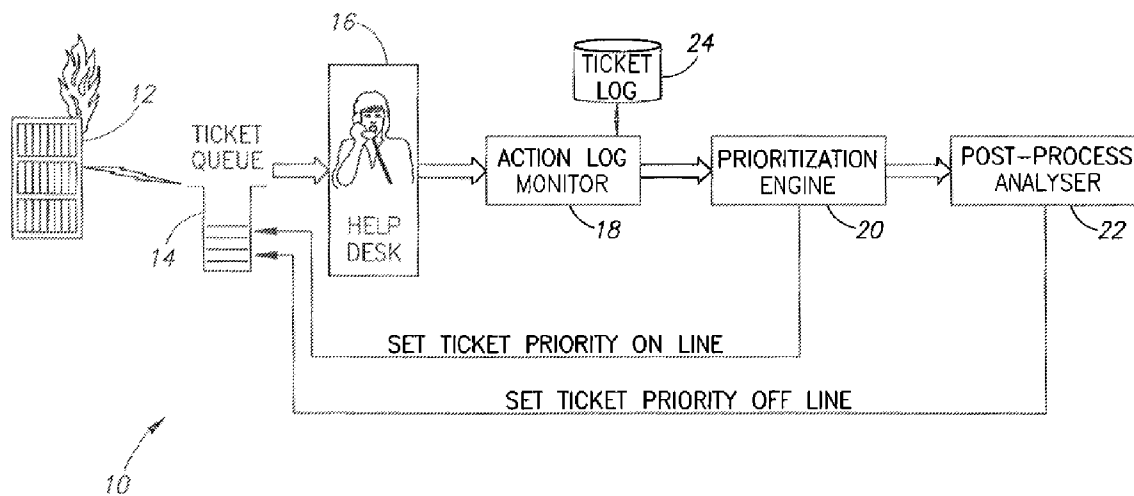 16
24
12
TICKET
LOG
TICKET
QUEUE
ACTION LOG
MONITOR
PRIORITIZATION
ENGINE
POST-PROCESS
ANALYSER
HELP
DESK
14
18
20
22
SET TICKET PRIORITY ON LINE
SET TICKET PRIORITY OFF LINE
10